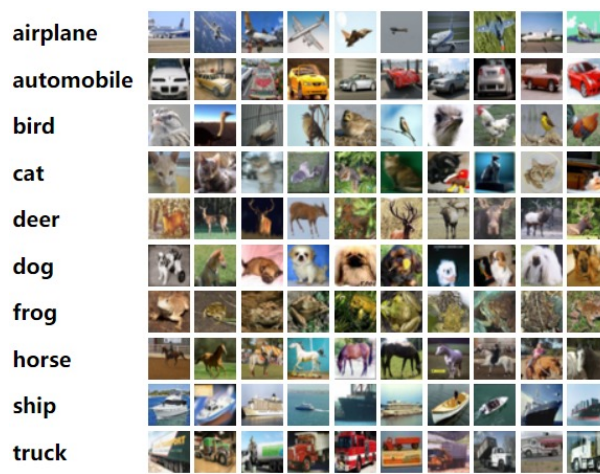 airplane
automobile
bird
cat
deer
dog
frog
horse
ship
truck